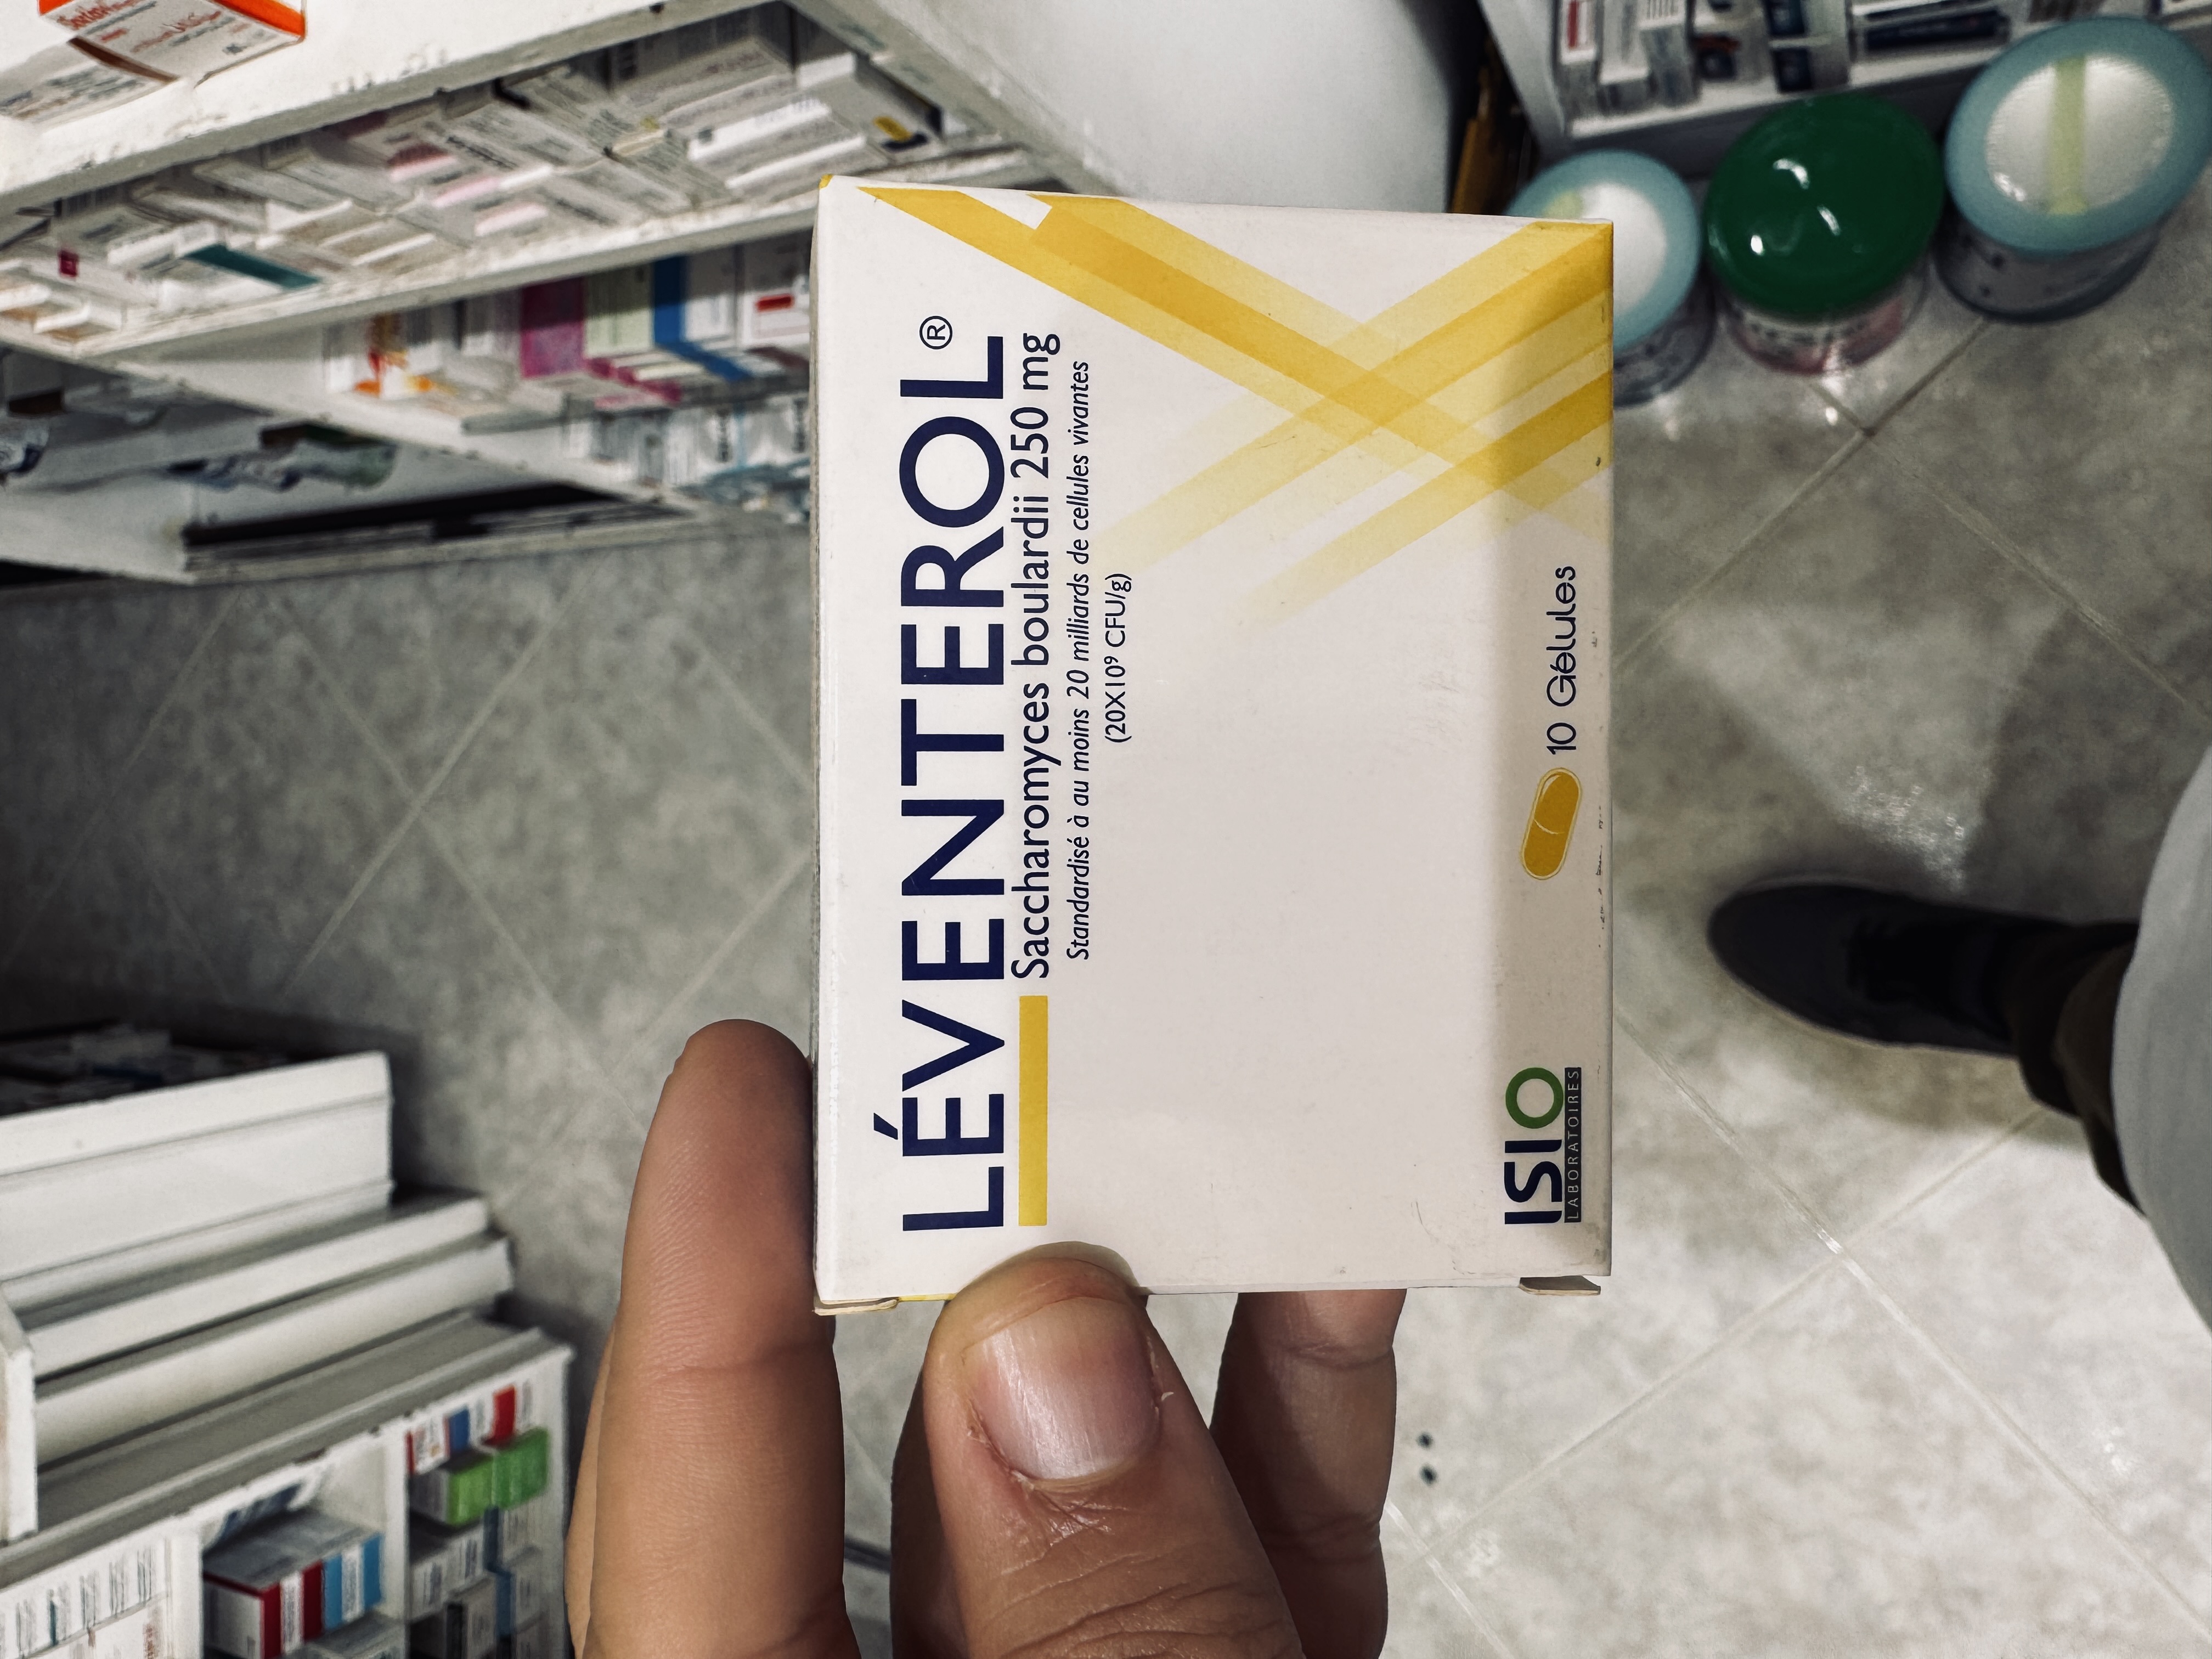 LÉVENTEROL®
Saccharomyces boulardii 250 mg
Standardisé à au moins 20 milliards de cellules vivantes
(20X10⁹ CFU/g)
ISIO
LABORATOIRES
10 Gélules